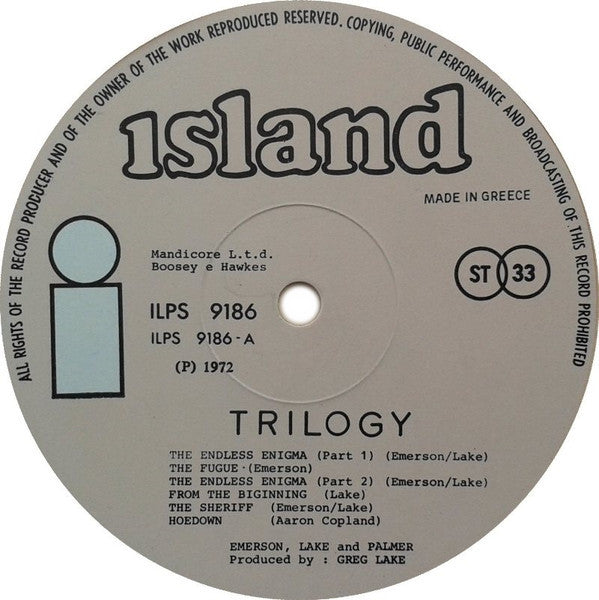 ALL RIGHTS OF THE RECORD PRODUCER AND OF THE OWNER OF THE WORK REPRODUCED RESERVED. COPYING, PUBLIC PERFORMANCE AND BROADCASTING OF THIS RECORD PROHIBITED
ısland
MADE IN GREECE
i
Mandicore L.t.d.
Boosey e Hawkes
ST 33
ILPS 9186
ILPS 9186-A
(P) 1972
TRILOGY
THE ENDLESS ENIGMA (Part 1) (Emerson/Lake)
THE FUGUE·(Emerson)
THE ENDLESS ENIGMA (Part 2) (Emerson/Lake)
FROM THE BIGINNING (Lake)
THE SHERIFF (Emerson/Lake)
HOEDOWN (Aaron Copland)
EMERSON, LAKE and PALMER
Produced by : GREG LAKE